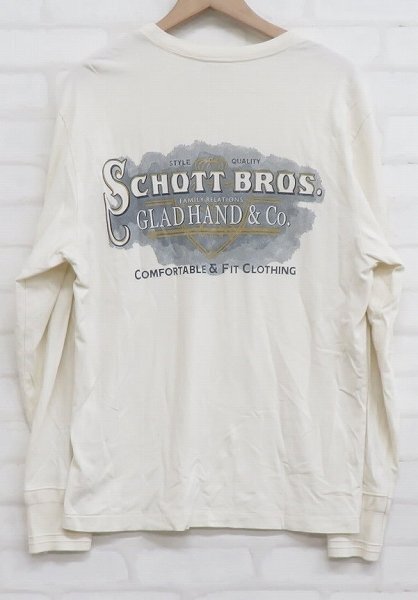 STYLE QUALITY
SCHOTT BROS.
FAMILY RELATIONS
GLAD HAND & CO.
COMFORTABLE & FIT CLOTHING